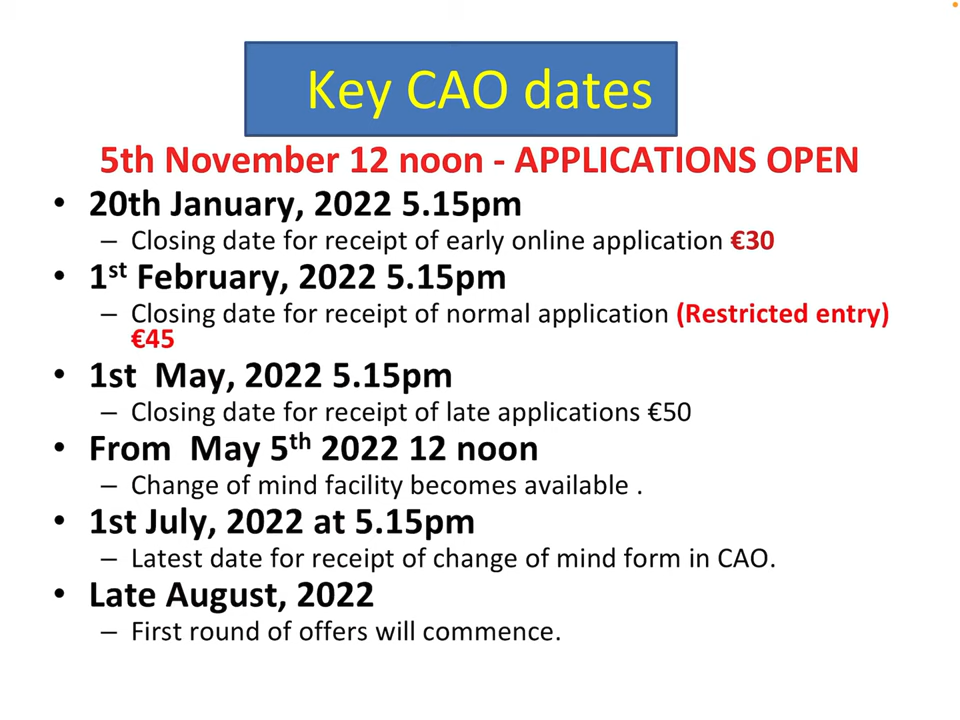 Key CAO dates
5th November 12 noon - APPLICATIONS OPEN
• 20th January, 2022 5.15pm
– Closing date for receipt of early online application €30
• 1st February, 2022 5.15pm
– Closing date for receipt of normal application (Restricted entry)
€45
• 1st  May, 2022 5.15pm
– Closing date for receipt of late applications €50
• From  May 5th 2022 12 noon
– Change of mind facility becomes available .
• 1st July, 2022 at 5.15pm
– Latest date for receipt of change of mind form in CAO.
• Late August, 2022
– First round of offers will commence.